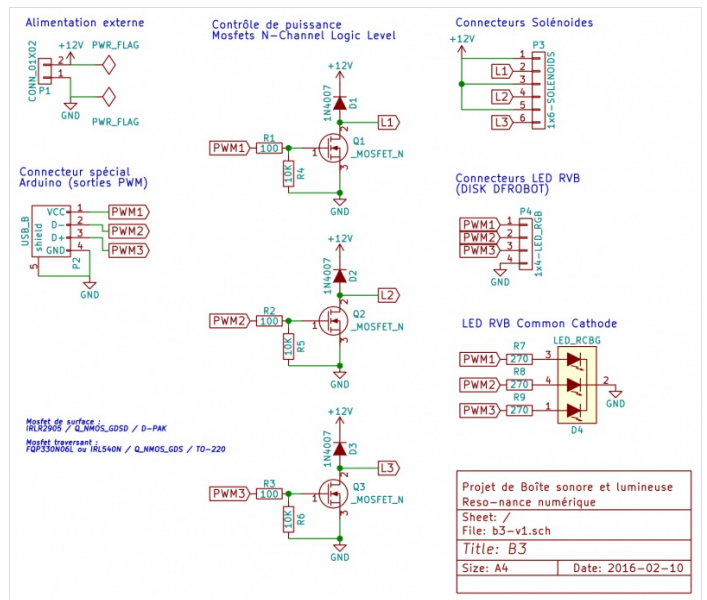 Alimentation externe
+12V
PWR_FLAG
CONN_01X02
2
1
P1
GND
PWR_FLAG
Connecteur spécial
Arduino (sorties PWM)
USB_B
shield
VCC 1 PWM1
D- 2 PWM2
D+ 3 PWM3
GND 4
5
P2
GND
Mosfet de surface :
IRLR2905 / Q_NMOS_GDSD / D-PAK
Mosfet traversant :
FQP330N06L ou IRL540N / Q_NMOS_GDS / TO-220
Contrôle de puissance
Mosfets N-Channel Logic Level
+12V
1N4007
D1
L1
2
Q1
_MOSFET_N
PWM1
R1
100
1
3
10K
R4
GND
+12V
1N4007
D2
L2
2
Q2
_MOSFET_N
PWM2
R2
100
1
3
10K
R5
GND
+12V
1N4007
D3
L3
2
Q3
_MOSFET_N
PWM3
R3
100
1
3
10K
R6
GND
Connecteurs Solénoides
+12V
P3
1
L1 2
3
L2 4
5
L3 6
1x6-SOLENOIDS
Connecteurs LED RVB
(DISK DFROBOT)
P4
PWM1 1
PWM2 2
PWM3 3
4
1x4-LED_RGB
GND
LED RVB Common Cathode
LED_RCBG
R7
PWM1 270 3
R8
PWM2 270 4
R9
PWM3 270 1
2
GND
D4
Projet de Boîte sonore et lumineuse
Reso-nance numérique
Sheet: /
File: b3-v1.sch
Title: B3
Size: A4
Date: 2016-02-10